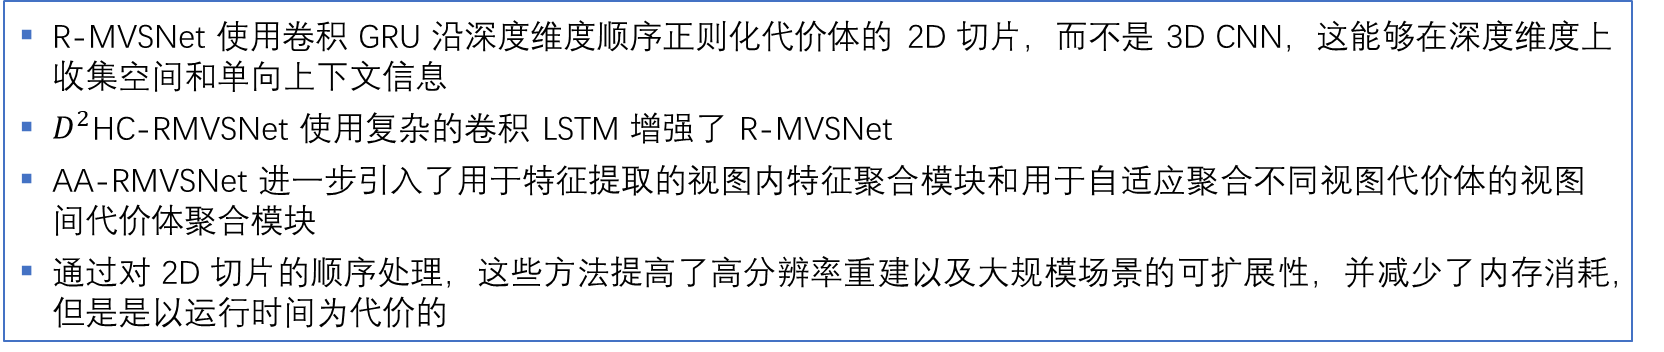 ▪ R-MVSNet 使用卷积 GRU 沿深度维度顺序正则化代价体的 2D 切片，而不是 3D CNN，这能够在深度维度上
收集空间和单向上下文信息
▪ D²HC-RMVSNet 使用复杂的卷积 LSTM 增强了 R-MVSNet
▪ AA-RMVSNet 进一步引入了用于特征提取的视图内特征聚合模块和用于自适应聚合不同视图代价体的视图
间代价体聚合模块
▪ 通过对 2D 切片的顺序处理，这些方法提高了高分辨率重建以及大规模场景的可扩展性，并减少了内存消耗，
但是是以运行时间为代价的